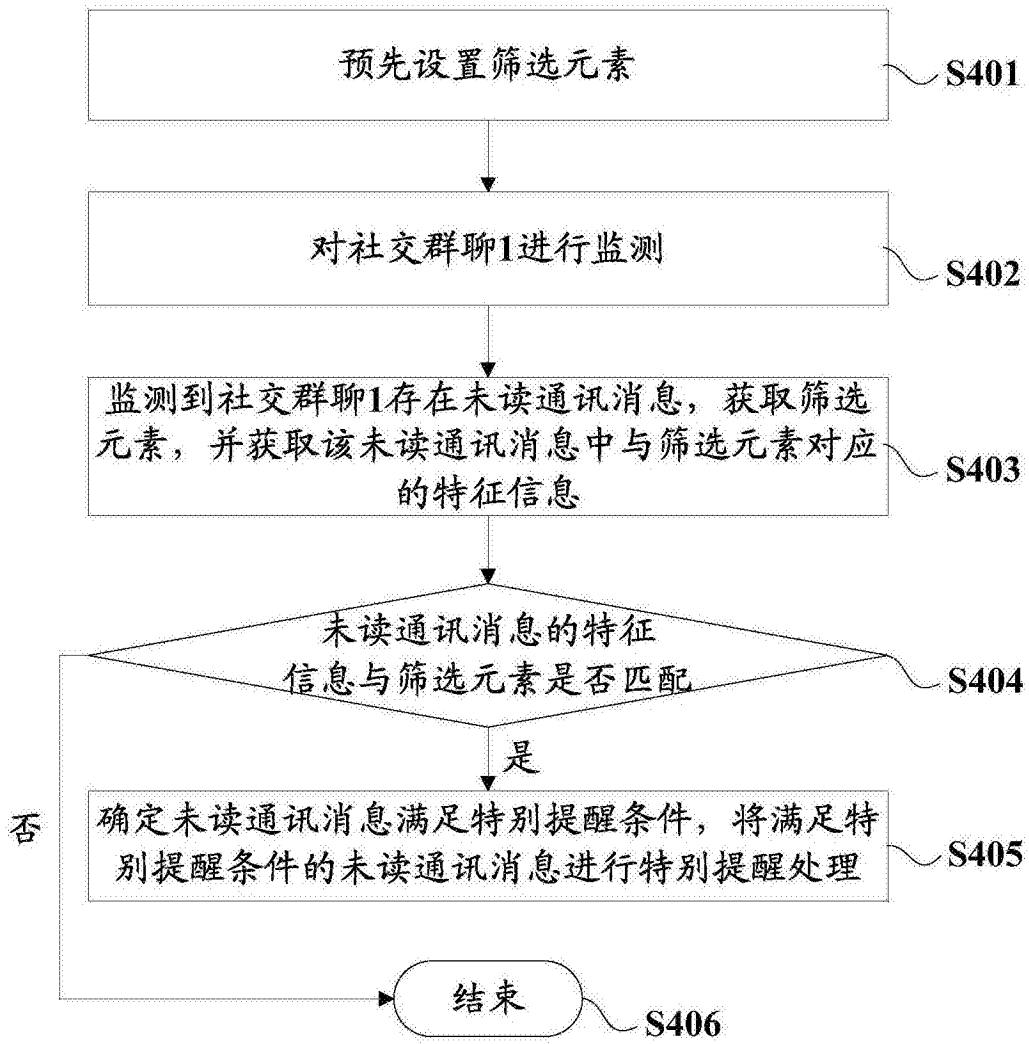 预先设置筛选元素
S401
对社交群聊1进行监测
S402
监测到社交群聊1存在未读通讯消息，获取筛选
元素，并获取该未读通讯消息中与筛选元素对应
的特征信息
S403
未读通讯消息的特征
信息与筛选元素是否匹配
S404
是
否
确定未读通讯消息满足特别提醒条件，将满足特
别提醒条件的未读通讯消息进行特别提醒处理
S405
结束
S406